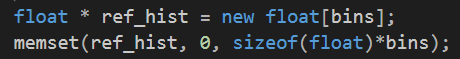 float * ref_hist = new float[bins];
memset(ref_hist, 0, sizeof(float)*bins);